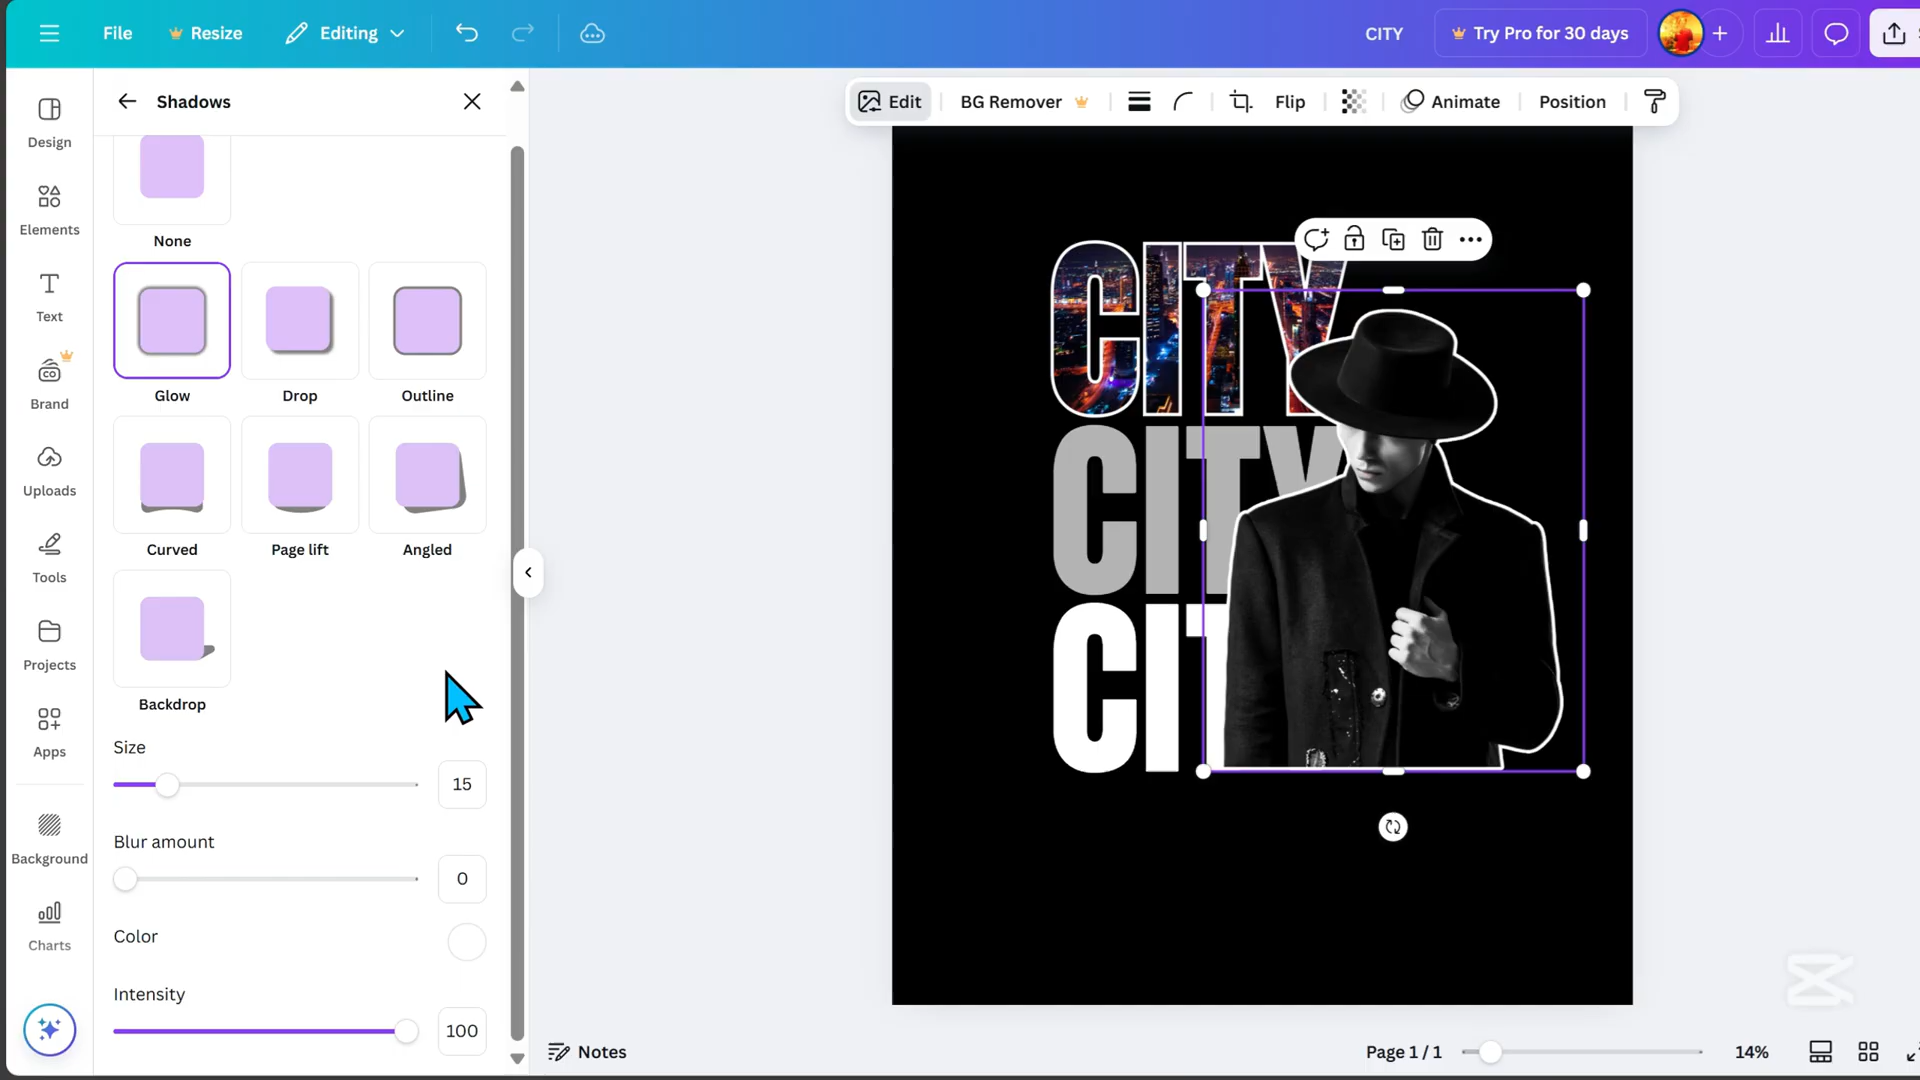 File
Resize
Editing
CITY
Try Pro for 30 days
Design
Elements
Text
Brand
Uploads
Tools
Projects
Apps
Background
Charts
Shadows
None
Glow
Drop
Outline
Curved
Page lift
Angled
Backdrop
Size
15
Blur amount
0
Color
Intensity
100
Edit
BG Remover
Flip
Animate
Position
CITY
CITY
CIT
Notes
Page 1 / 1
14%